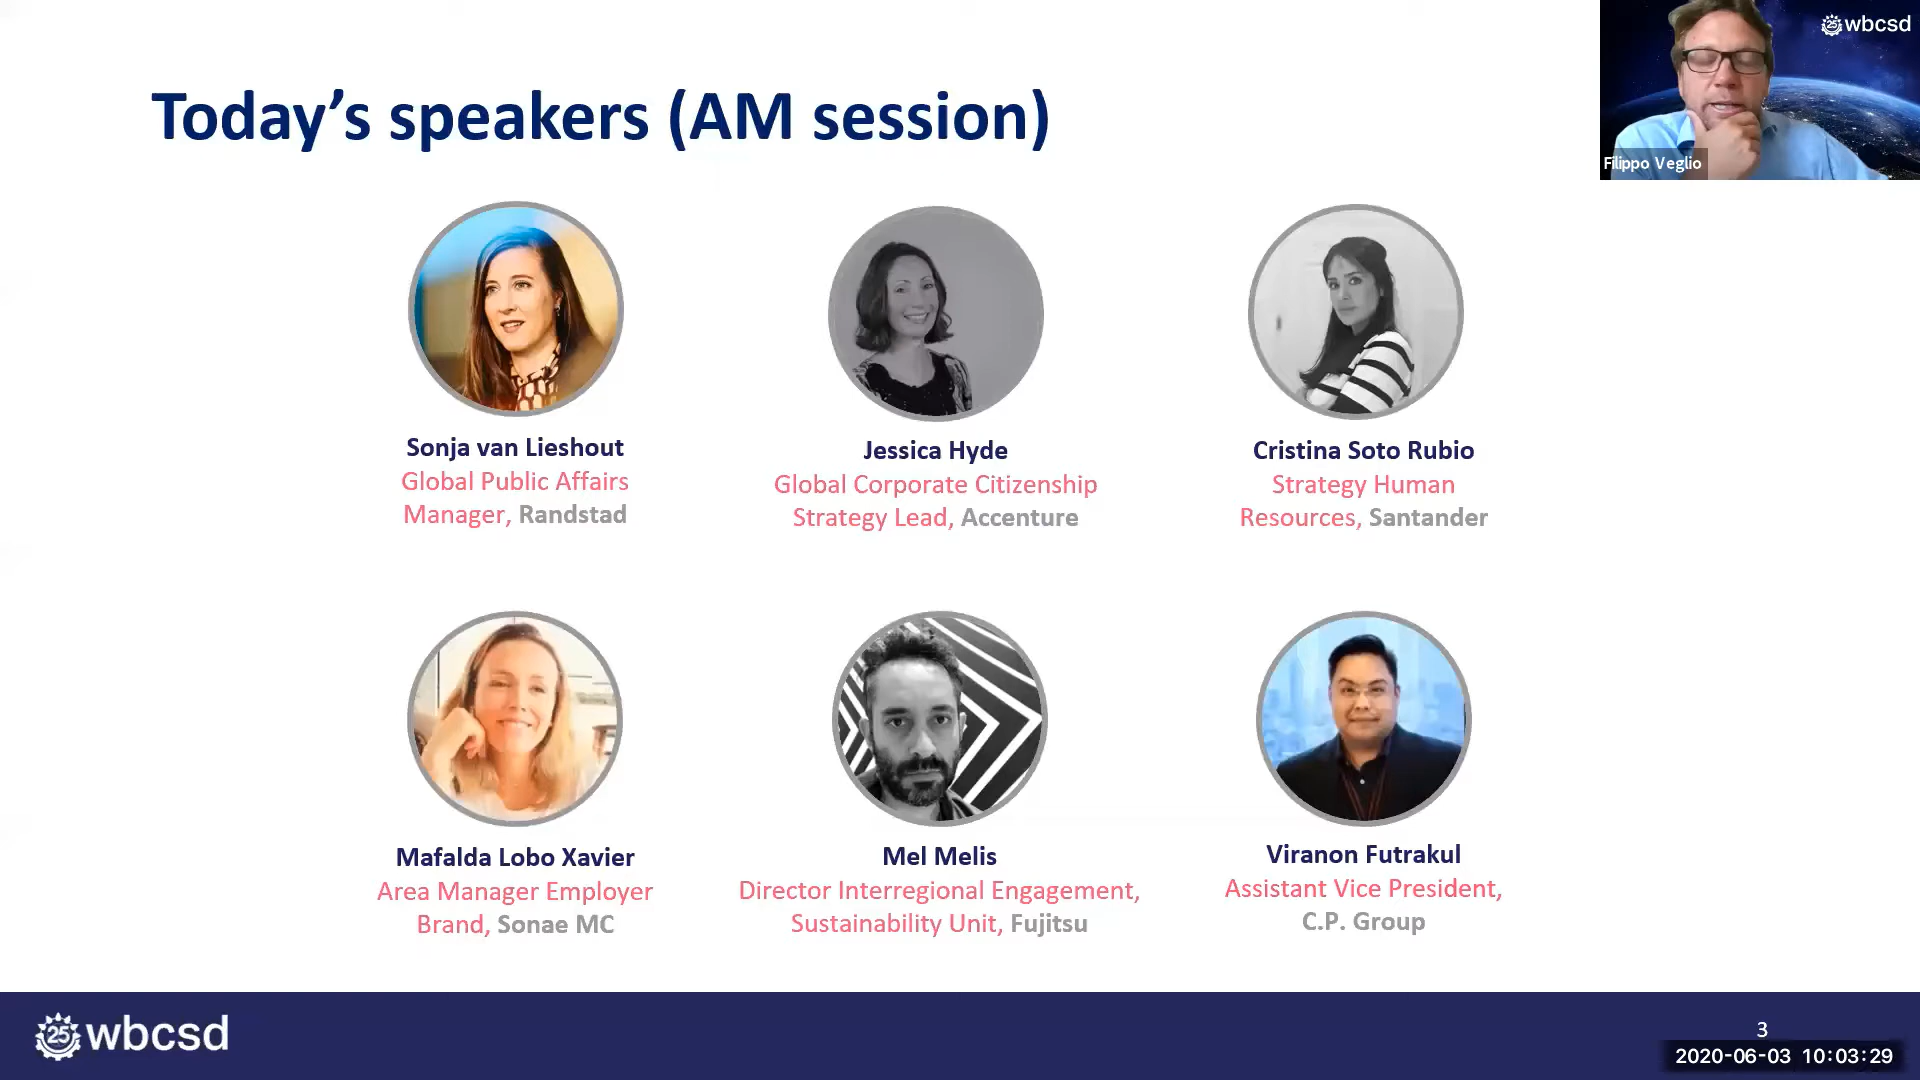 25 wbcsd
Today’s speakers (AM session)
Filippo Veglio
Sonja van Lieshout
Global Public Affairs
Manager, Randstad
Jessica Hyde
Global Corporate Citizenship
Strategy Lead, Accenture
Cristina Soto Rubio
Strategy Human
Resources, Santander
Mafalda Lobo Xavier
Area Manager Employer
Brand, Sonae MC
Mel Melis
Director Interregional Engagement,
Sustainability Unit, Fujitsu
Viranon Futrakul
Assistant Vice President,
C.P. Group
25 wbcsd
3
2020-06-03 10:03:29